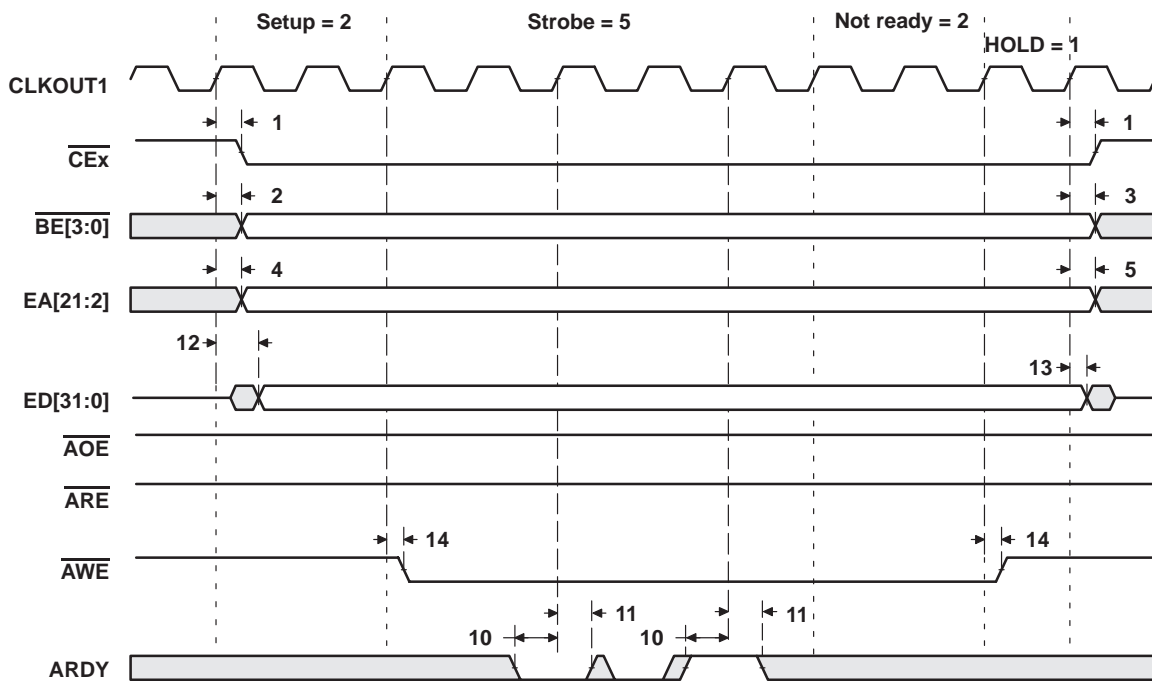 Setup = 2
Strobe = 5
Not ready = 2
HOLD = 1
CLKOUT1
1
1
CEx
2
3
BE[3:0]
4
5
EA[21:2]
12
13
ED[31:0]
AOE
ARE
14
14
AWE
11
11
10
10
ARDY